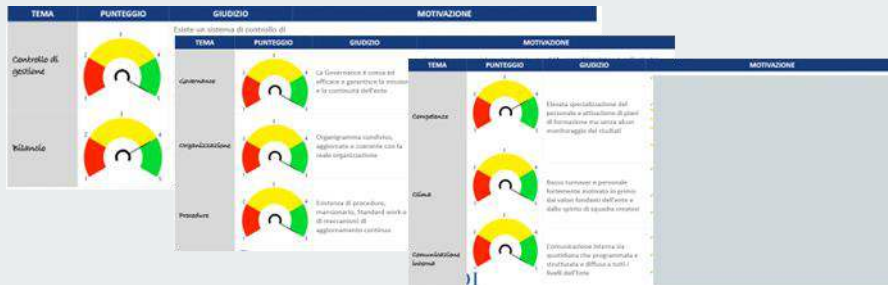 TEMA PUNTEGGIO GIUDIZIO MOTIVAZIONE
Controllo di
gestione
Esiste un sistema di controllo di
Bilancio
TEMA PUNTEGGIO GIUDIZIO MOTIVAZIONE
Governance
La Governance è coesa ed
efficace e garantisce la mission
e la continuità dell'ente
Organizzazione
Organigramma condiviso,
aggiornato e coerente con la
reale organizzazione
Procedure
Esistenza di procedure,
mansionario, Standard work e
di meccanismi di
aggiornamento continuo
TEMA PUNTEGGIO GIUDIZIO MOTIVAZIONE
Competenze
Elevata specializzazione del
personale e attivazione di piani
di formazione ma senza alcun
monitoraggio dei risultati
Clima
Basso turnover e personale
fortemente motivato in primis
dai valori fondanti dell'ente e
dallo spirito di squadra
Comunicazione
interna
Comunicazione interna sia
quotidiana che programmata e
strutturata e diffusa a tutti i
livelli dell'Ente